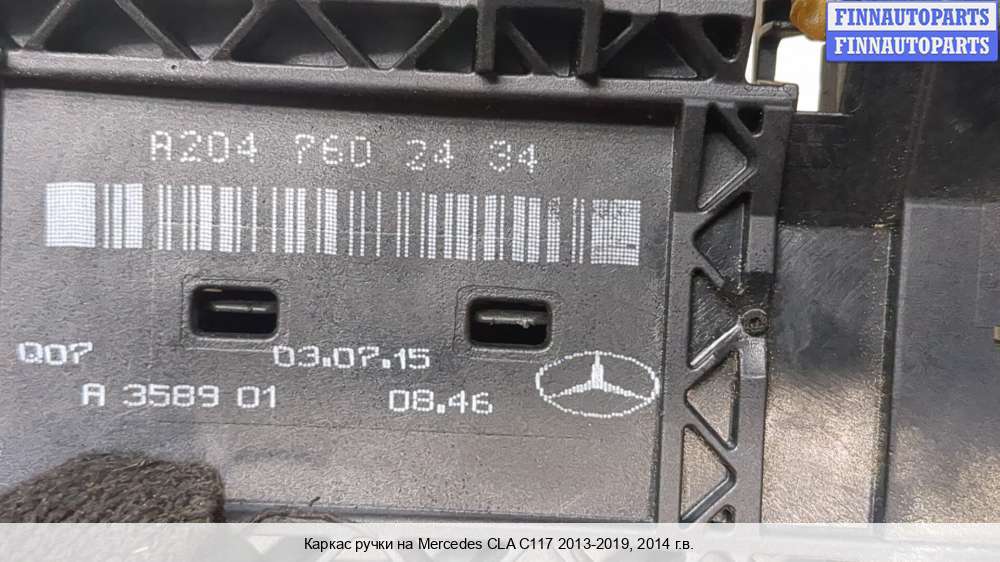 FINNAUTOPARTS
FINNAUTOPARTS
A204 760 24 34
Q07 03.07.15
A 3589 01 08.46
Каркас ручки на Mercedes CLA C117 2013-2019, 2014 г.в.